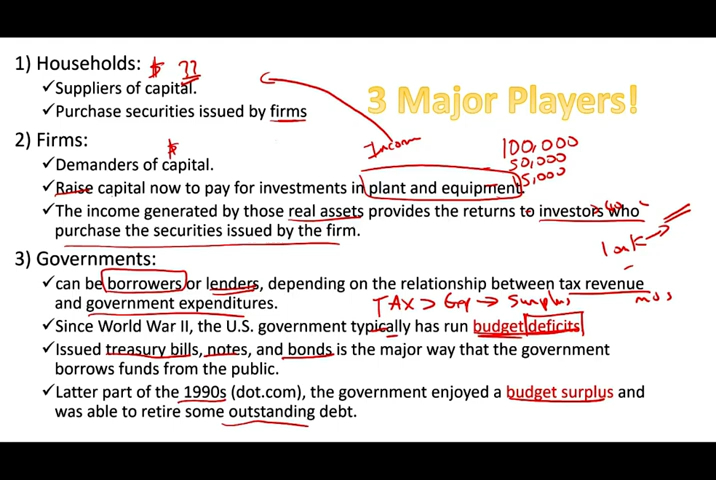 1) Households: $ ??
✓Suppliers of capital.
3 Major Players!
✓Purchase securities issued by firms
2) Firms: $
Income
100,000
50,000
✓Demanders of capital.
✓Raise capital now to pay for investments in plant and equipment.
✓The income generated by those real assets provides the returns to investors who
purchase the securities issued by the firm.
3) Governments:
✓can be borrowers or lenders, depending on the relationship between tax revenue
and government expenditures.
TAX > Exp → Surplus
✓Since World War II, the U.S. government typically has run budget deficits
✓Issued treasury bills, notes, and bonds is the major way that the government
borrows funds from the public.
✓Latter part of the 1990s (dot.com), the government enjoyed a budget surplus and
was able to retire some outstanding debt.